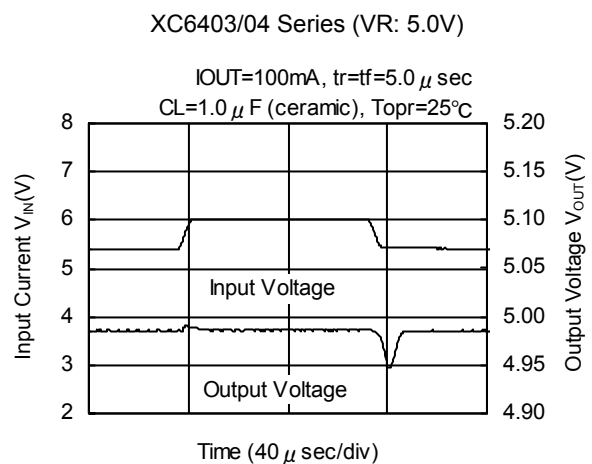 XC6403/04 Series (VR: 5.0V)
IOUT=100mA, tr=tf=5.0 μ sec
CL=1.0 μ F (ceramic), Topr=25°C
8
7
6
5
4
3
2
Input Current VIN(V)
5.20
5.15
5.10
5.05
5.00
4.95
4.90
Output Voltage VOUT(V)
Input Voltage
Output Voltage
Time (40 μ sec/div)